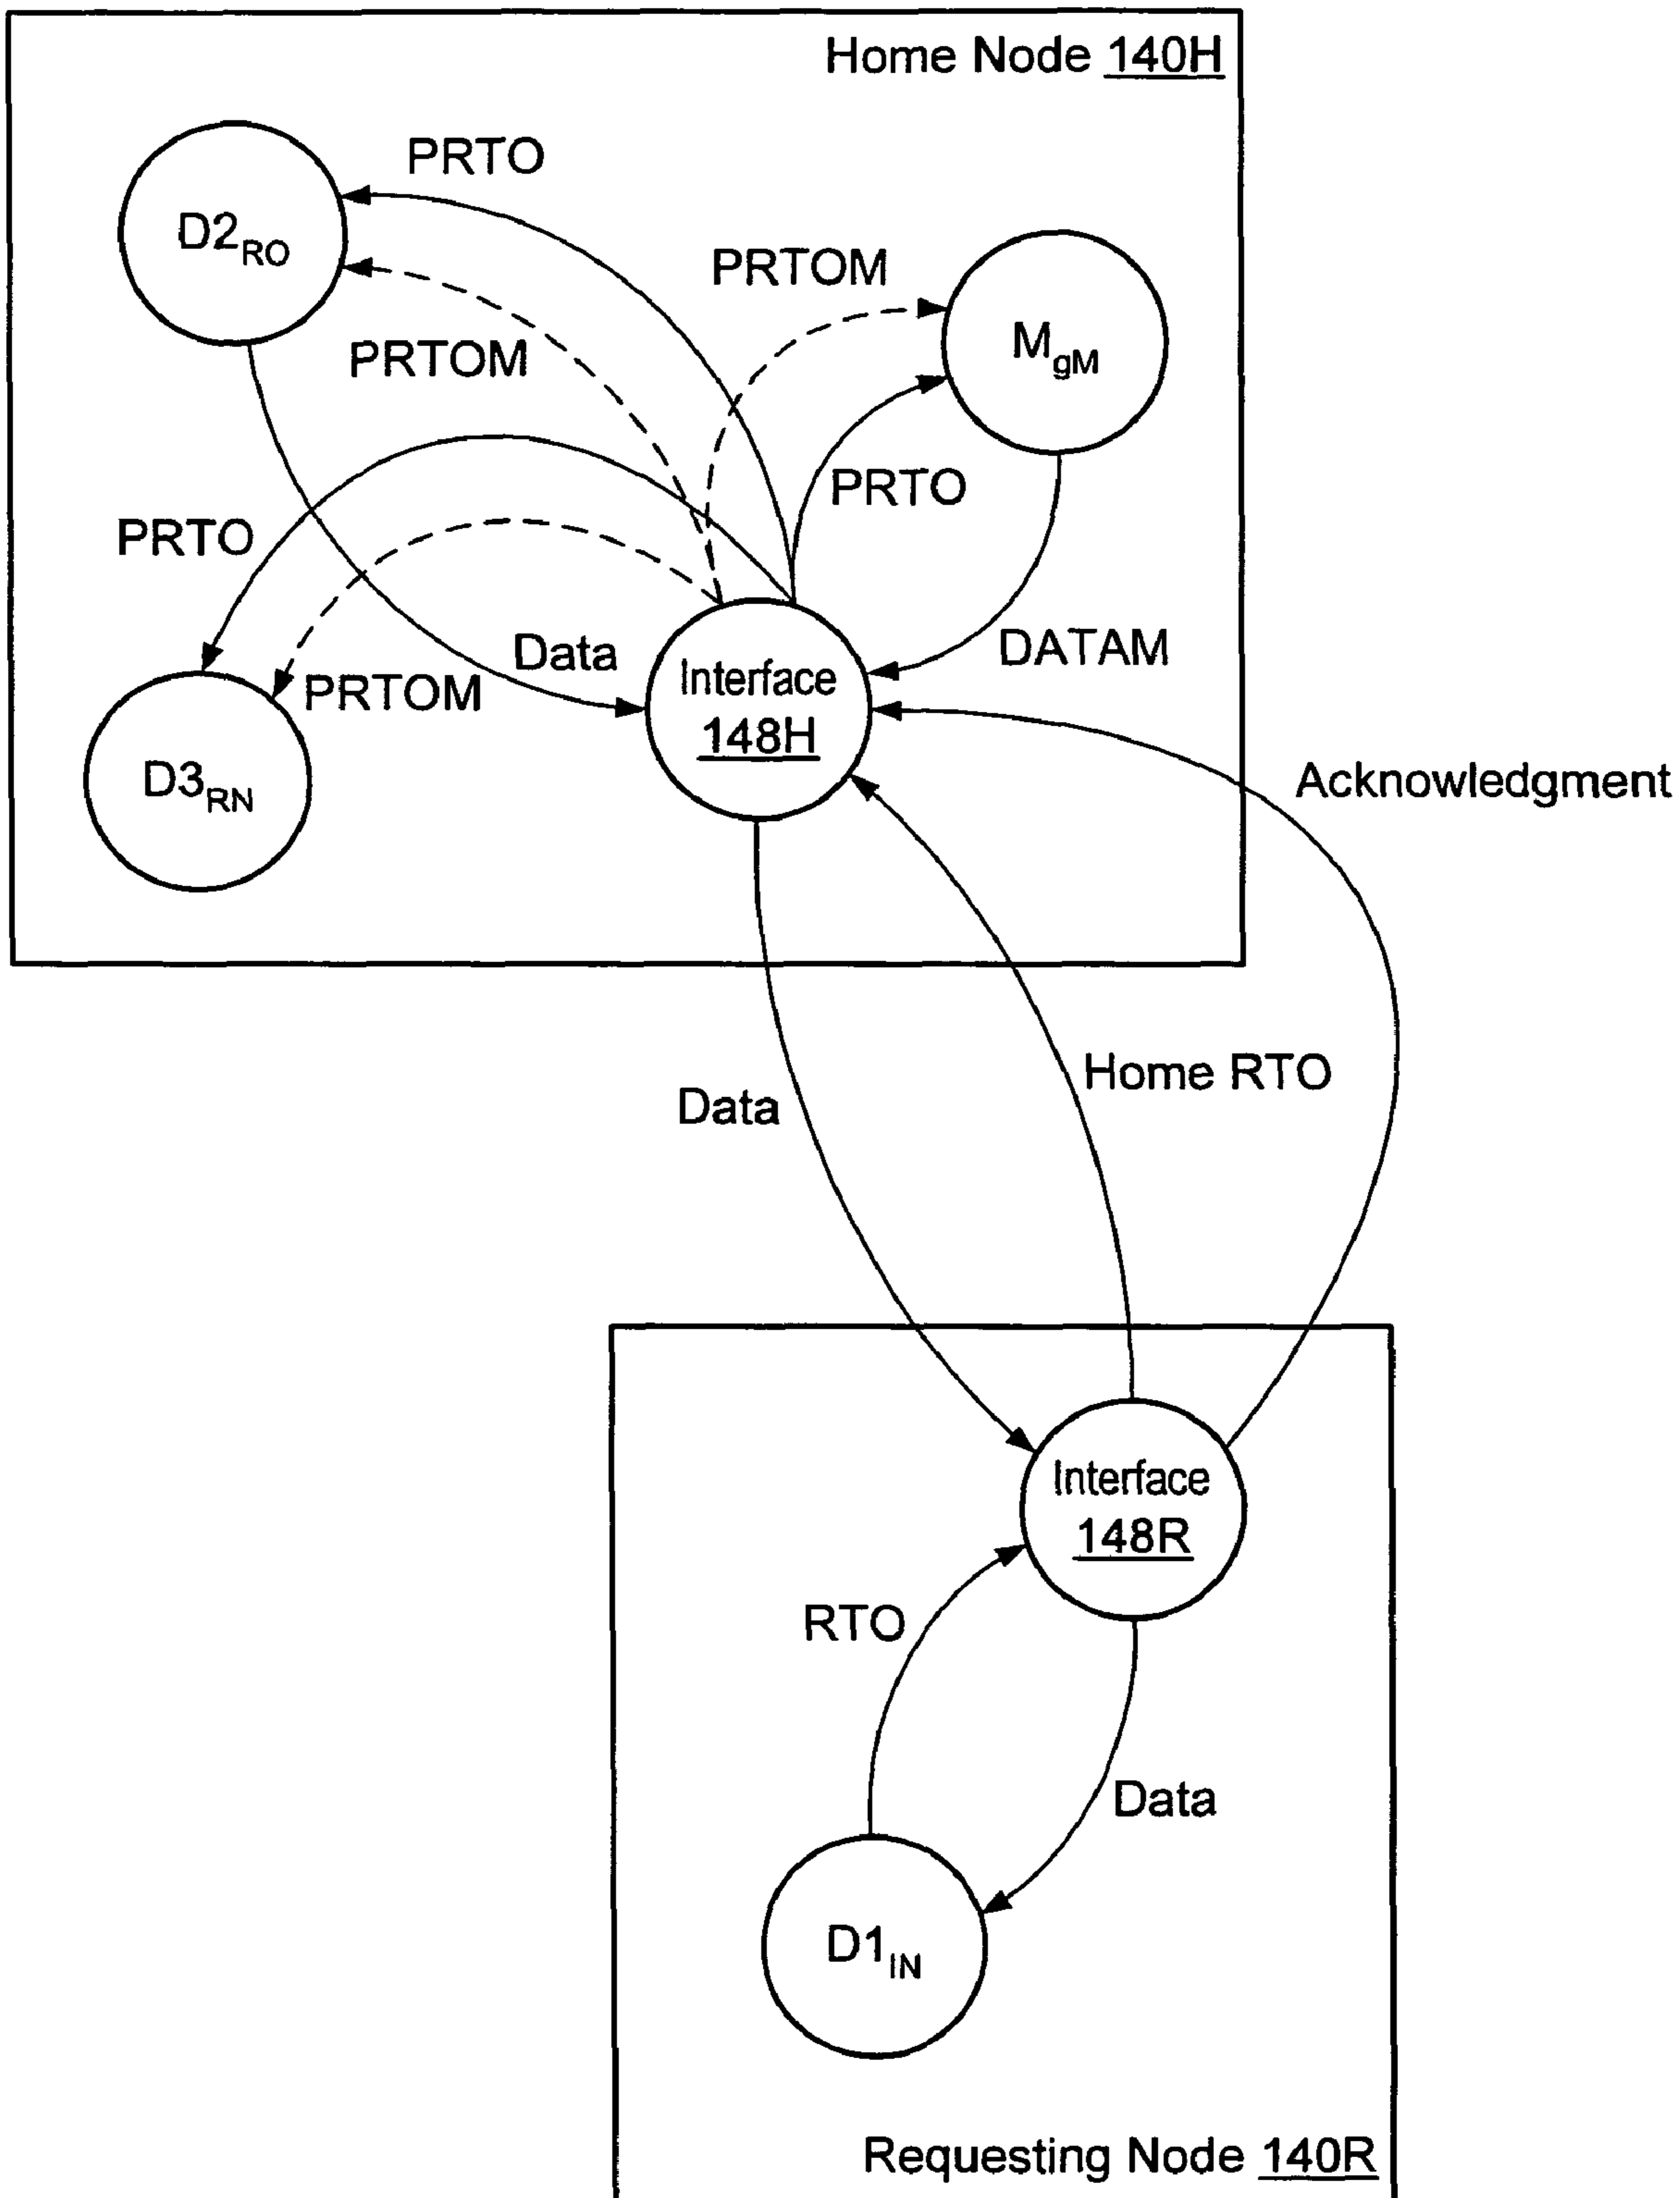 Home Node 140H
PRTO
D2RO
PRTOM
MgM
PRTOM
PRTO
PRTO
Data
DATAM
PRTOM
Interface
148H
D3RN
Acknowledgment
Home RTO
Data
Interface
148R
RTO
Data
D1IN
Requesting Node 140R